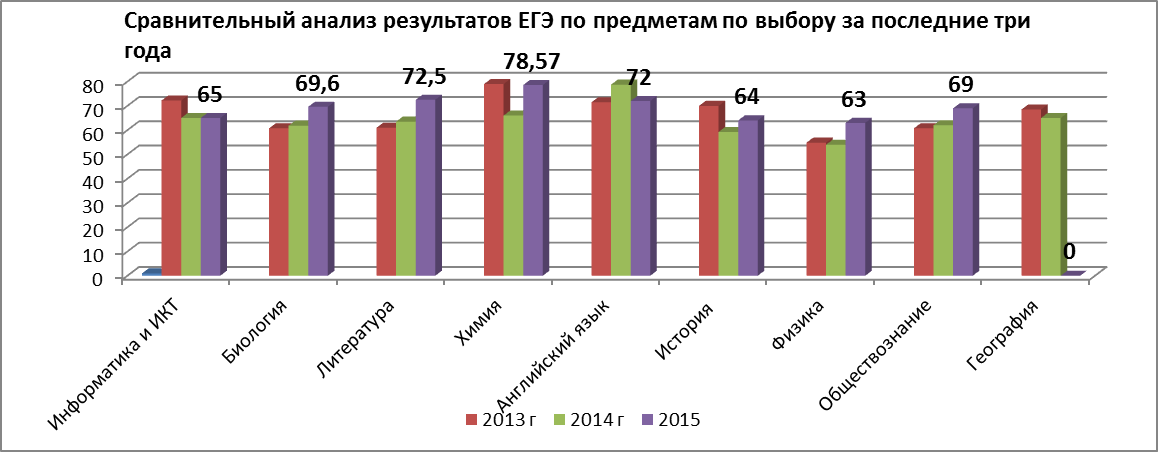 Сравнительный анализ результатов ЕГЭ по предметам по выбору за последние три
года
80
70
60
50
40
30
20
10
0
65
69,6
72,5
78,57
72
64
63
69
0
Информатика и ИКТ
Биология
Литература
Химия
Английский язык
История
Физика
Обществознание
География
2013 г
2014 г
2015